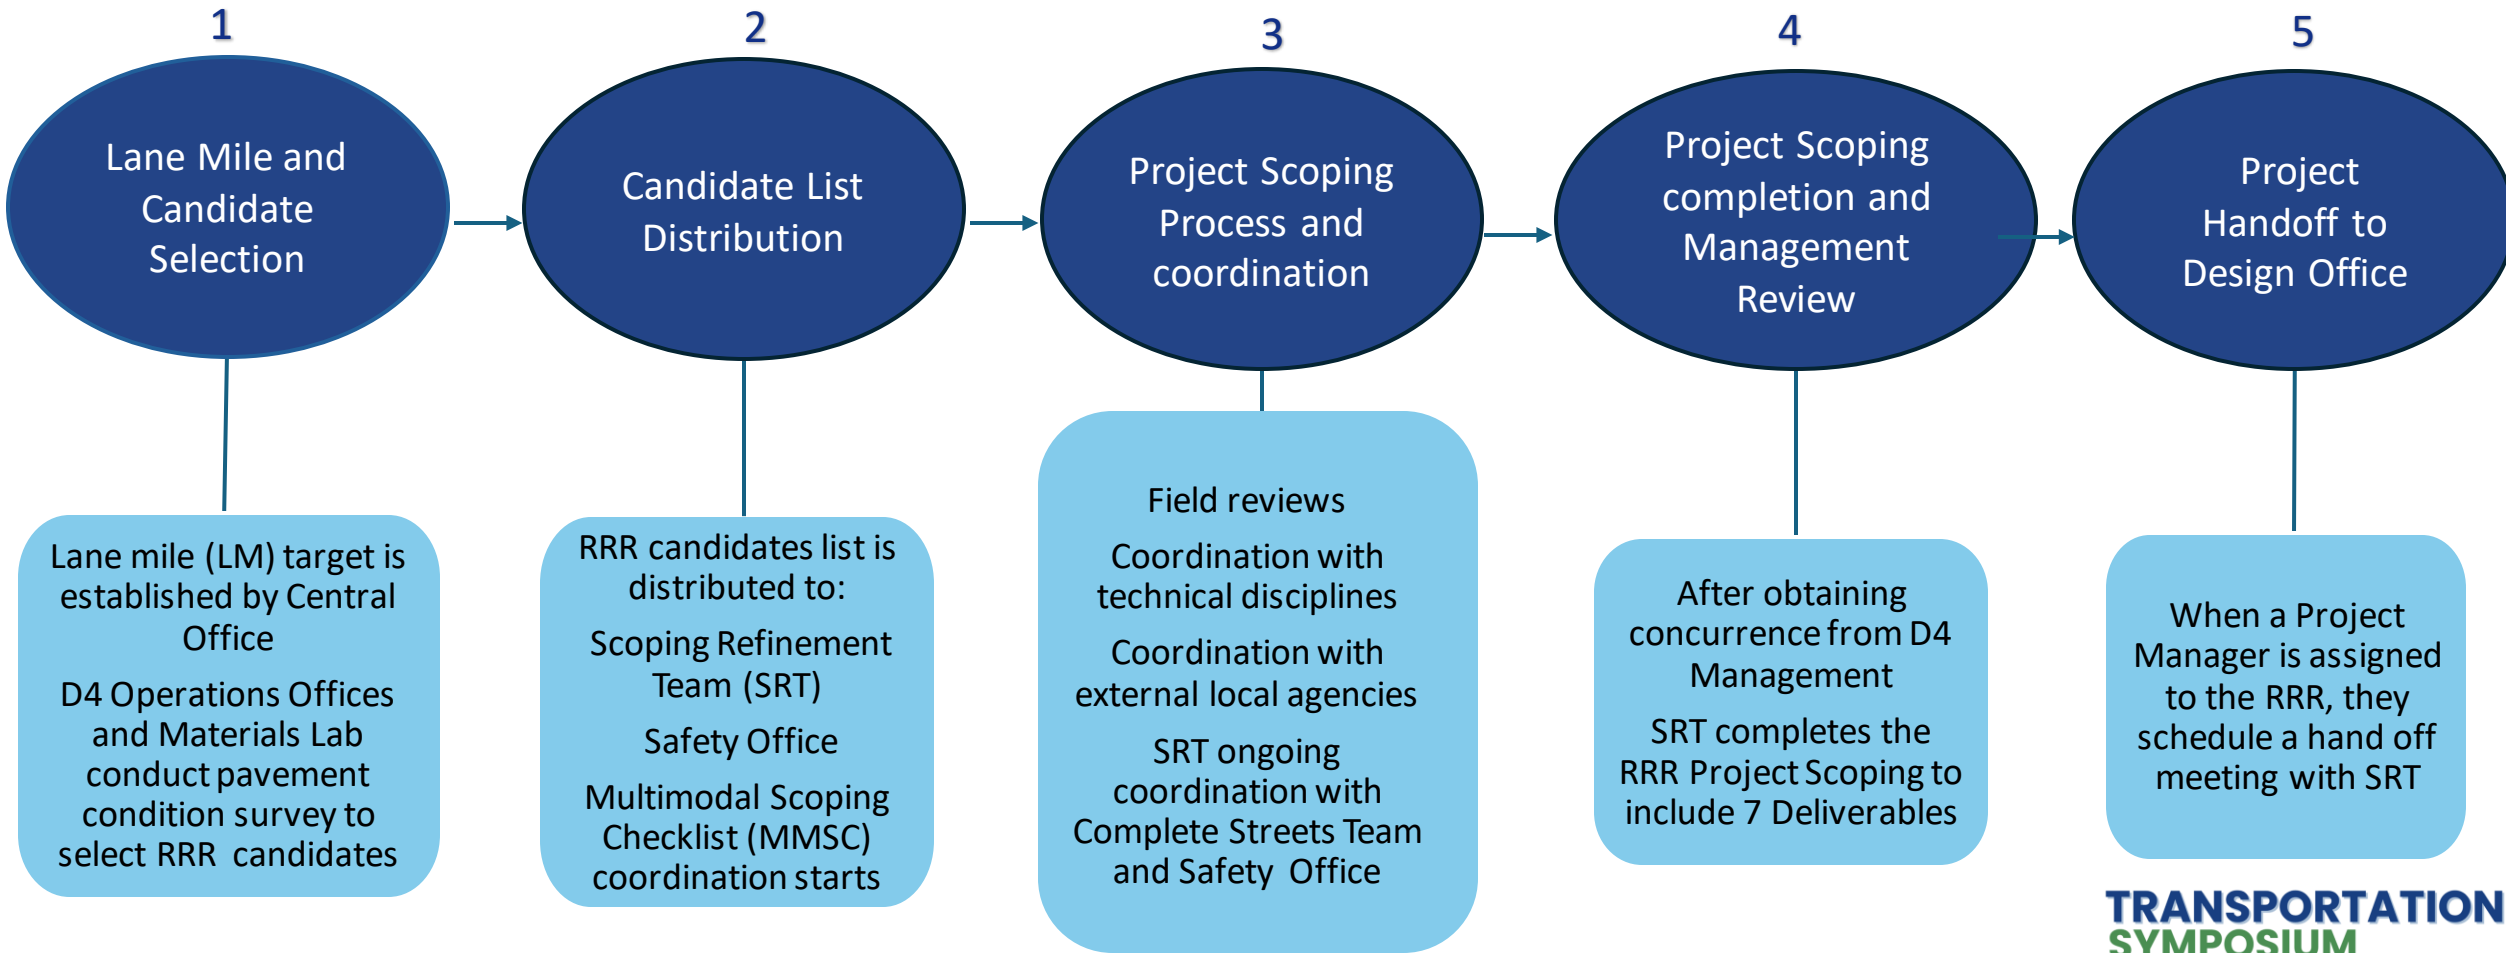 1
Lane Mile and
Candidate
Selection
Lane mile (LM) target is
established by Central
Office
D4 Operations Offices
and Materials Lab
conduct pavement
condition survey to
select RRR candidates
2
Candidate List
Distribution
RRR candidates list is
distributed to:
Scoping Refinement
Team (SRT)
Safety Office
Multimodal Scoping
Checklist (MMSC)
coordination starts
3
Project Scoping
Process and
coordination
Field reviews
Coordination with
technical disciplines
Coordination with
external local agencies
SRT ongoing
coordination with
Complete Streets Team
and Safety Office
4
Project Scoping
completion and
Management
Review
After obtaining
concurrence from D4
Management
SRT completes the
RRR Project Scoping to
include 7 Deliverables
5
Project
Handoff to
Design Office
When a Project
Manager is assigned
to the RRR, they
schedule a hand off
meeting with SRT
TRANSPORTATION
SYMPOSIUM